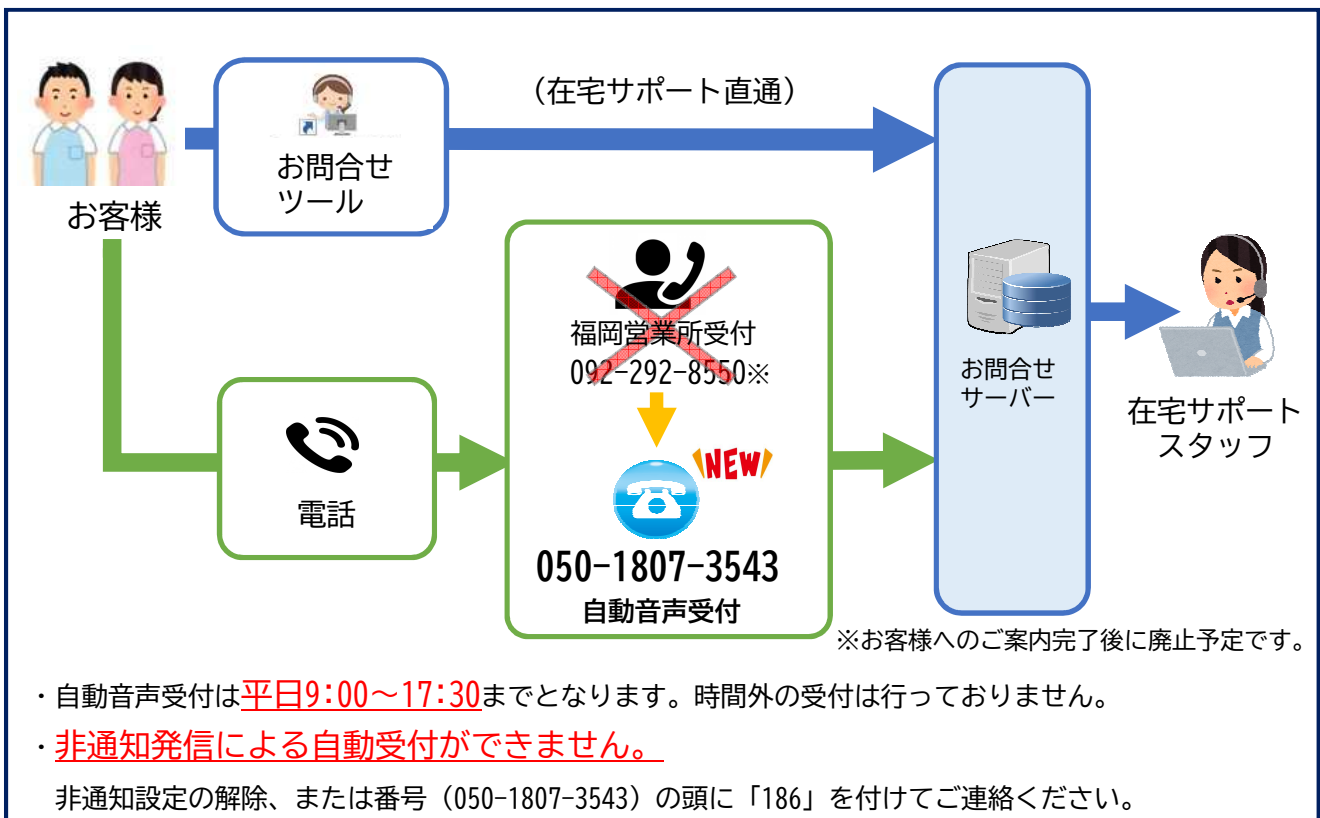 （在宅サポート直通）
お問合せ
ツール
お客様
福岡営業所受付
092-292-8550※
NEW
050-1807-3543
自動音声受付
電話
お問合せ
サーバー
在宅サポート
スタッフ
※お客様へのご案内完了後に廃止予定です。
・自動音声受付は平日9:00～17:30までとなります。時間外の受付は行っておりません。
・非通知発信による自動受付ができません。
非通知設定の解除、または番号（050-1807-3543）の頭に「186」を付けてご連絡ください。